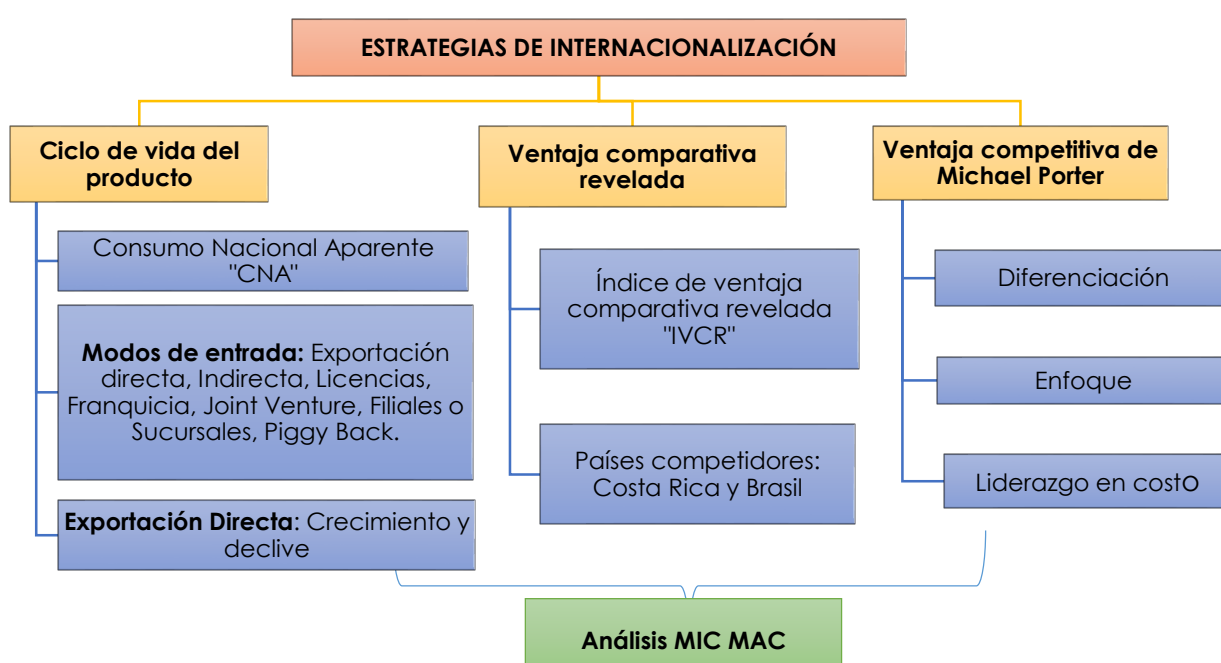 ESTRATEGIAS DE INTERNACIONALIZACIÓN
Ciclo de vida del
producto
Consumo Nacional Aparente
"CNA"
Modos de entrada: Exportación
directa, Indirecta, Licencias,
Franquicia, Joint Venture, Filiales o
Sucursales, Piggy Back.
Exportación Directa: Crecimiento y
declive
Ventaja comparativa
revelada
Índice de ventaja
comparativa revelada
"IVCR"
Países competidores:
Costa Rica y Brasil
Ventaja competitiva de
Michael Porter
Diferenciación
Enfoque
Liderazgo en costo
Análisis MIC MAC